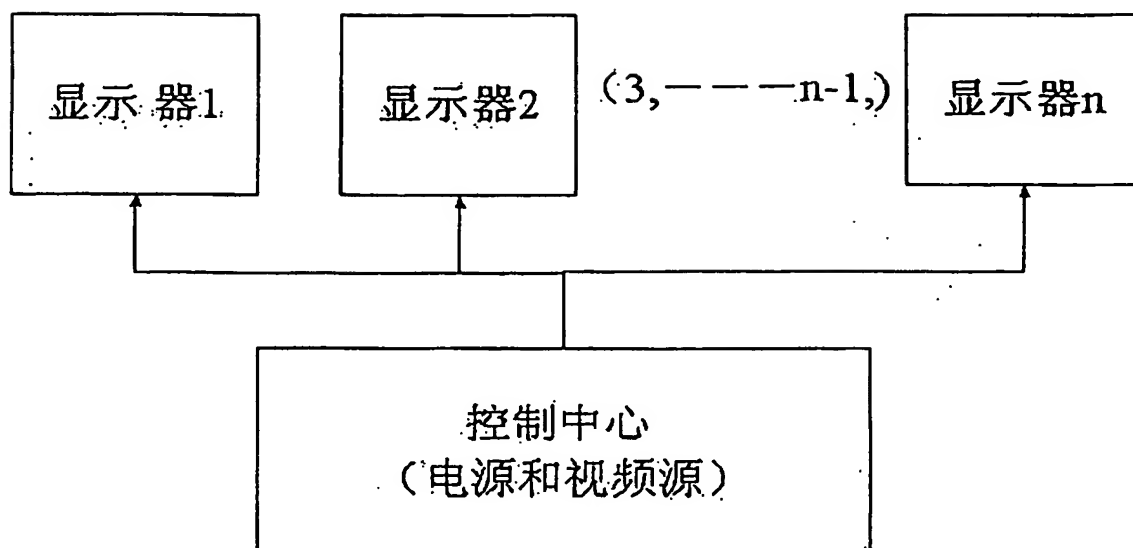 显示器1
显示器2
（3,－－－n-1,）
显示器n
控制中心
（电源和视频源）